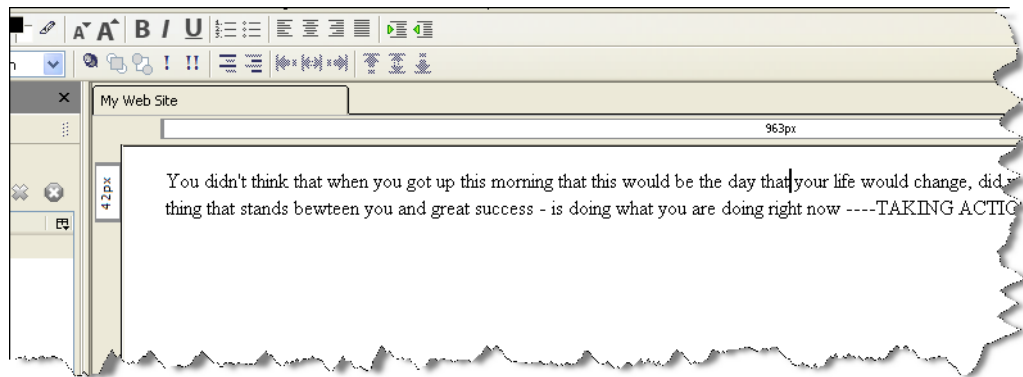 My Web Site
963px
42px
You didn't think that when you got up this morning that this would be the day that your life would change, did
thing that stands bewteen you and great success - is doing what you are doing right now ----TAKING